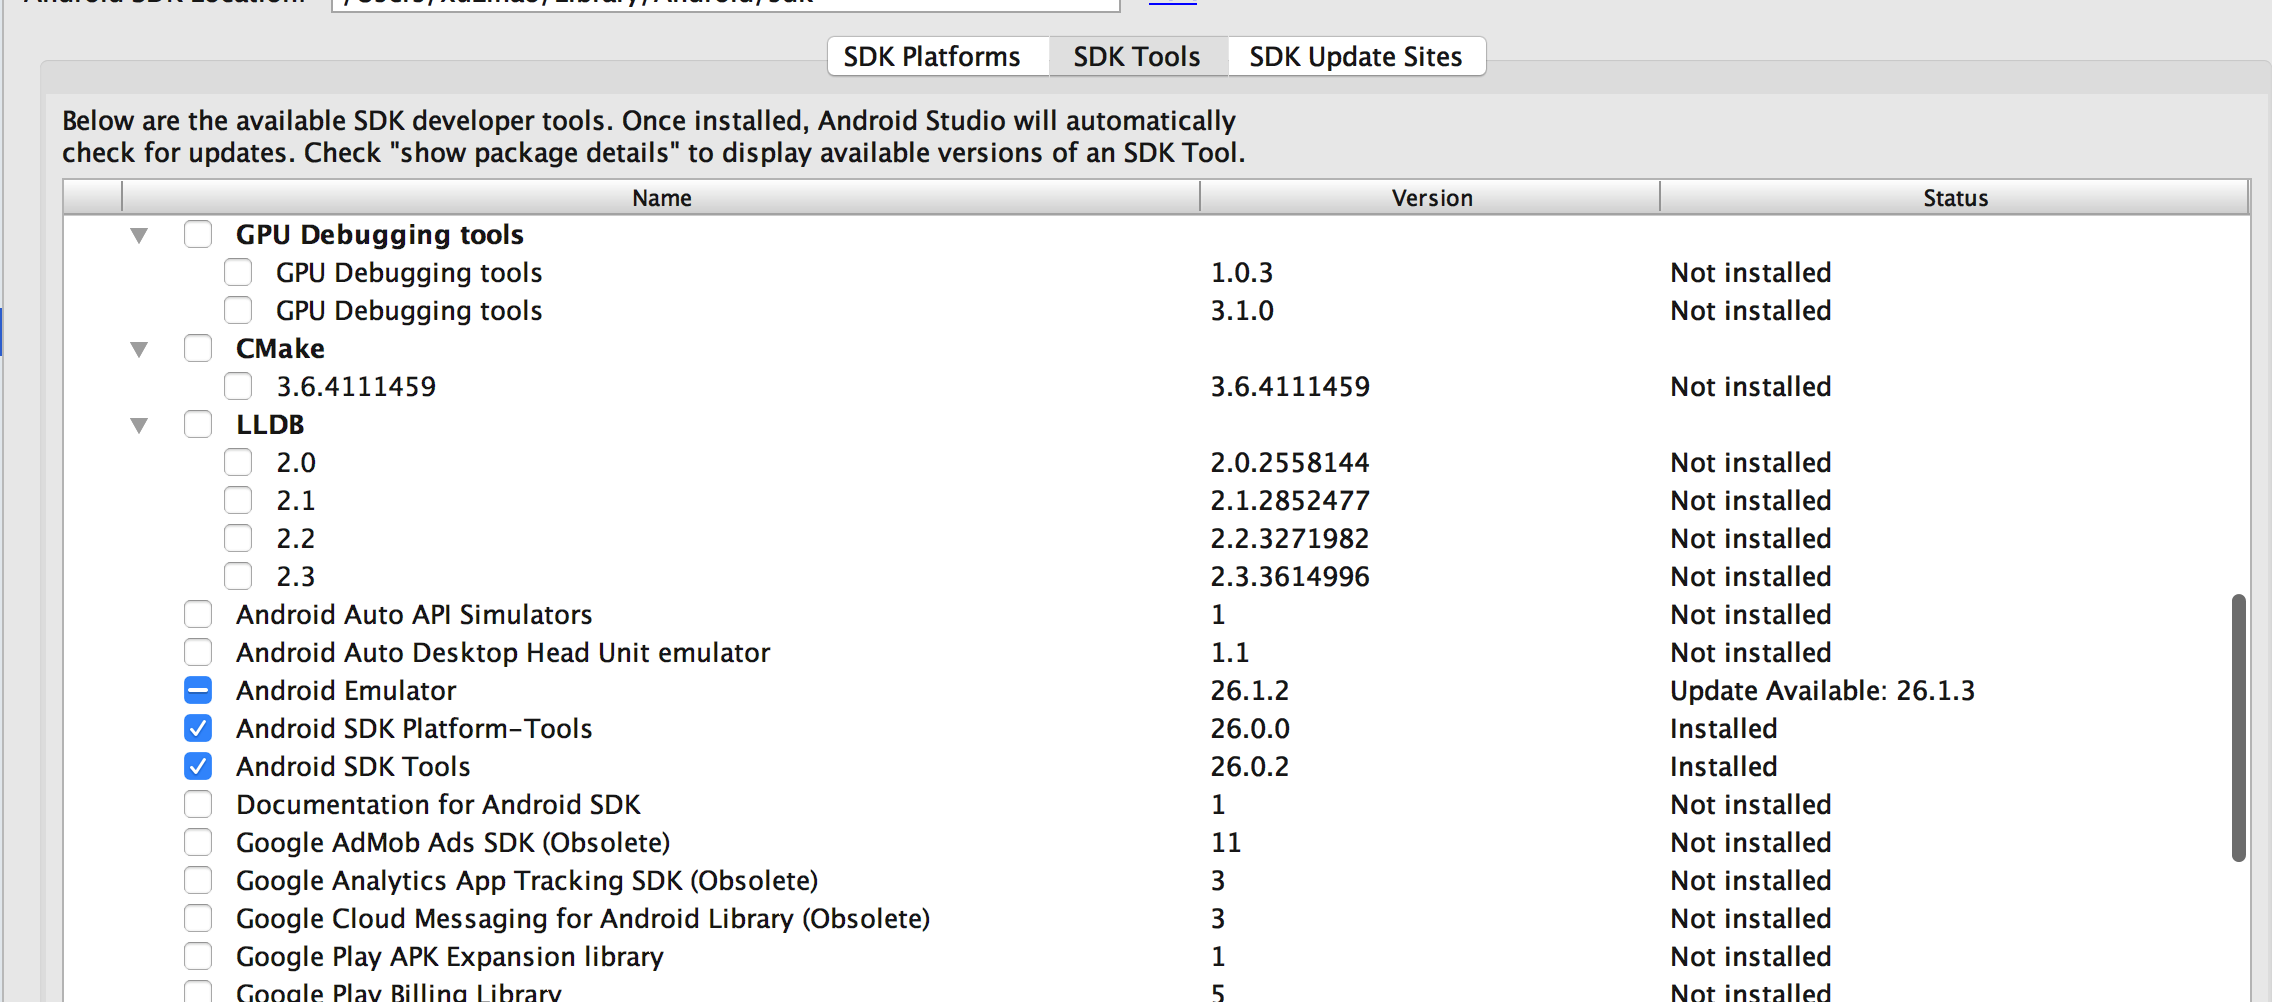 Android SDK Location:
SDK Platforms SDK Tools SDK Update Sites
Below are the available SDK developer tools. Once installed, Android Studio will automatically
check for updates. Check "show package details" to display available versions of an SDK Tool.
Name Version Status
GPU Debugging tools
GPU Debugging tools 1.0.3 Not installed
GPU Debugging tools 3.1.0 Not installed
CMake
3.6.4111459 3.6.4111459 Not installed
LLDB
2.0 2.0.2558144 Not installed
2.1 2.1.2852477 Not installed
2.2 2.2.3271982 Not installed
2.3 2.3.3614996 Not installed
Android Auto API Simulators 1 Not installed
Android Auto Desktop Head Unit emulator 1.1 Not installed
Android Emulator 26.1.2 Update Available: 26.1.3
Android SDK Platform-Tools 26.0.0 Installed
Android SDK Tools 26.0.2 Installed
Documentation for Android SDK 1 Not installed
Google AdMob Ads SDK (Obsolete) 11 Not installed
Google Analytics App Tracking SDK (Obsolete) 3 Not installed
Google Cloud Messaging for Android Library (Obsolete) 3 Not installed
Google Play APK Expansion library 1 Not installed
Google Play Billing Library 5 Not installed